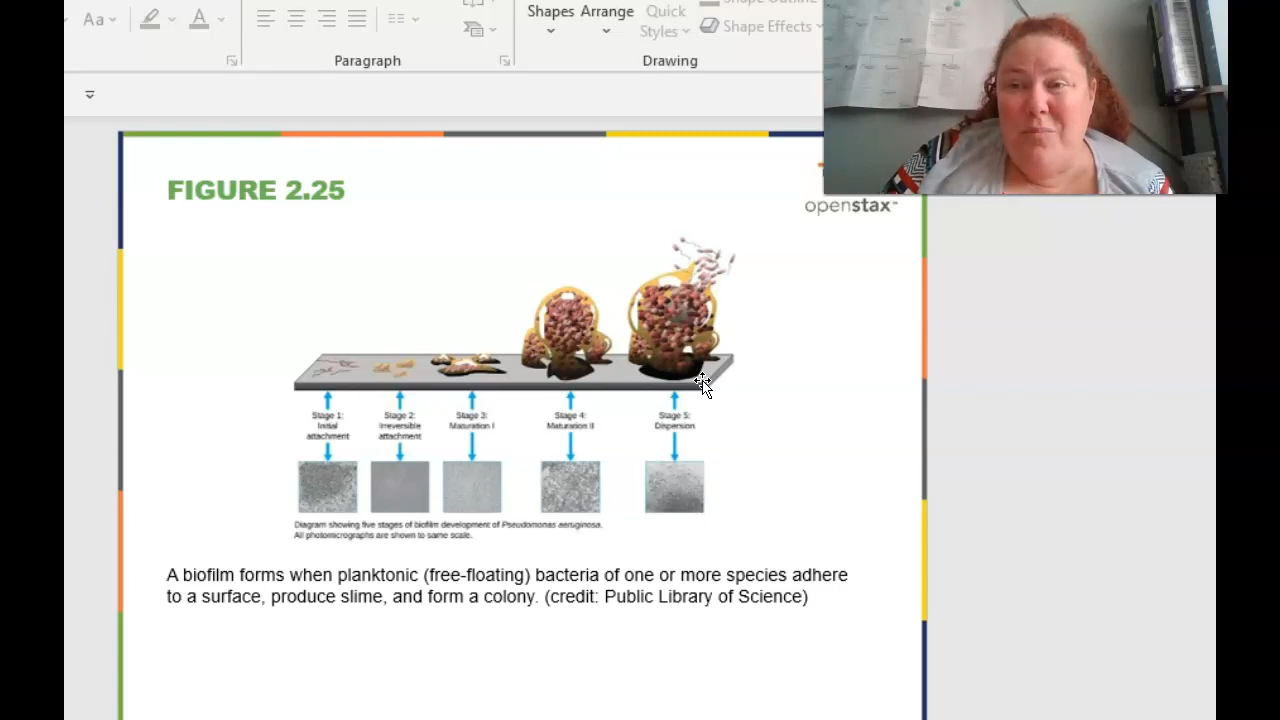 Aa
Shapes Arrange Quick
Styles
Shape Outline
Shape Effects
Paragraph
Drawing
FIGURE 2.25
openstax™
Stage 1:
Initial
attachment
Stage 2:
Irreversible
attachment
Stage 3:
Maturation I
Stage 4:
Maturation II
Stage 5:
Dispersion
Diagram showing five stages of biofilm development of Pseudomonas aeruginosa.
All photomicrographs are shown to same scale.
A biofilm forms when planktonic (free-floating) bacteria of one or more species adhere
to a surface, produce slime, and form a colony. (credit: Public Library of Science)